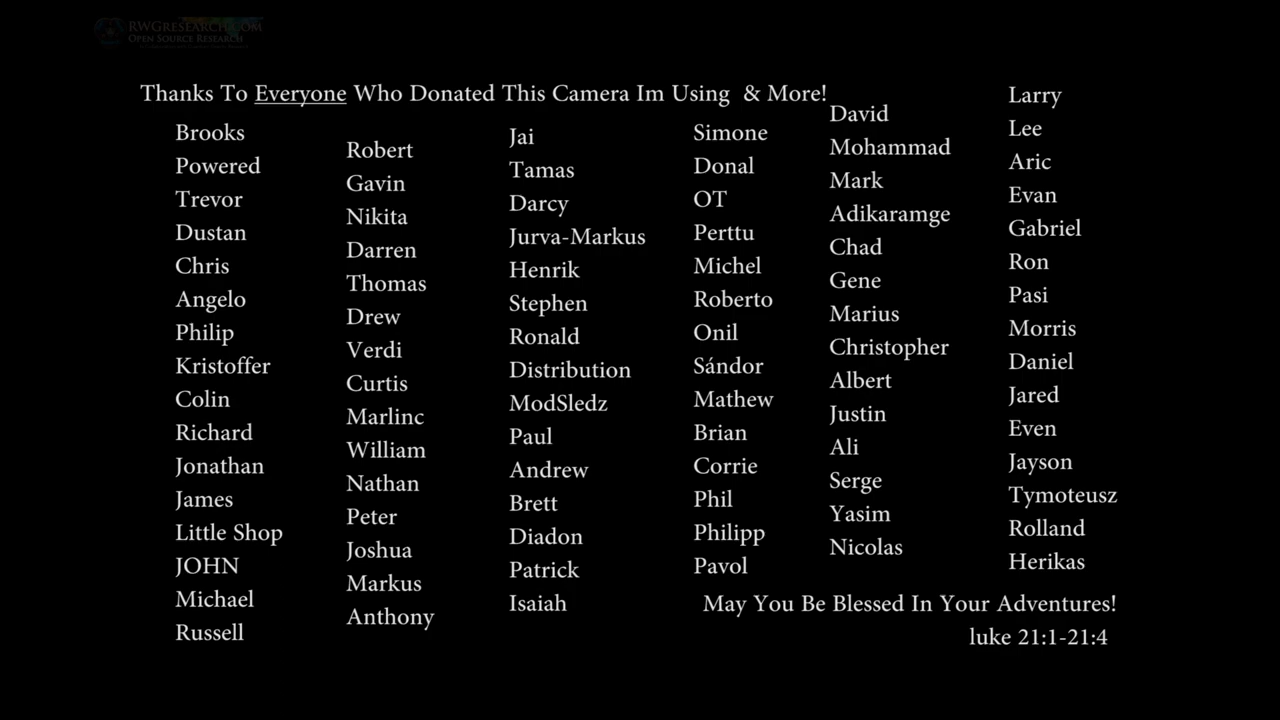 RWGresearch.com
Open Source Research
Thanks To Everyone Who Donated This Camera Im Using & More!
Brooks
Powered
Trevor
Dustan
Chris
Angelo
Philip
Kristoffer
Colin
Richard
Jonathan
James
Little Shop
JOHN
Michael
Russell
Robert
Gavin
Nikita
Darren
Thomas
Drew
Verdi
Curtis
Marlinc
William
Nathan
Peter
Joshua
Markus
Anthony
Jai
Tamas
Darcy
Jurva-Markus
Henrik
Stephen
Ronald
Distribution
ModSledz
Paul
Andrew
Brett
Diadon
Patrick
Isaiah
Simone
Donal
OT
Perttu
Michel
Roberto
Onil
Sándor
Mathew
Brian
Corrie
Phil
Philipp
Pavol
David
Mohammad
Mark
Adikaramge
Chad
Gene
Marius
Christopher
Albert
Justin
Ali
Serge
Yasim
Nicolas
Larry
Lee
Aric
Evan
Gabriel
Ron
Pasi
Morris
Daniel
Jared
Even
Jayson
Tymoteusz
Rolland
Herikas
May You Be Blessed In Your Adventures!
luke 21:1-21:4